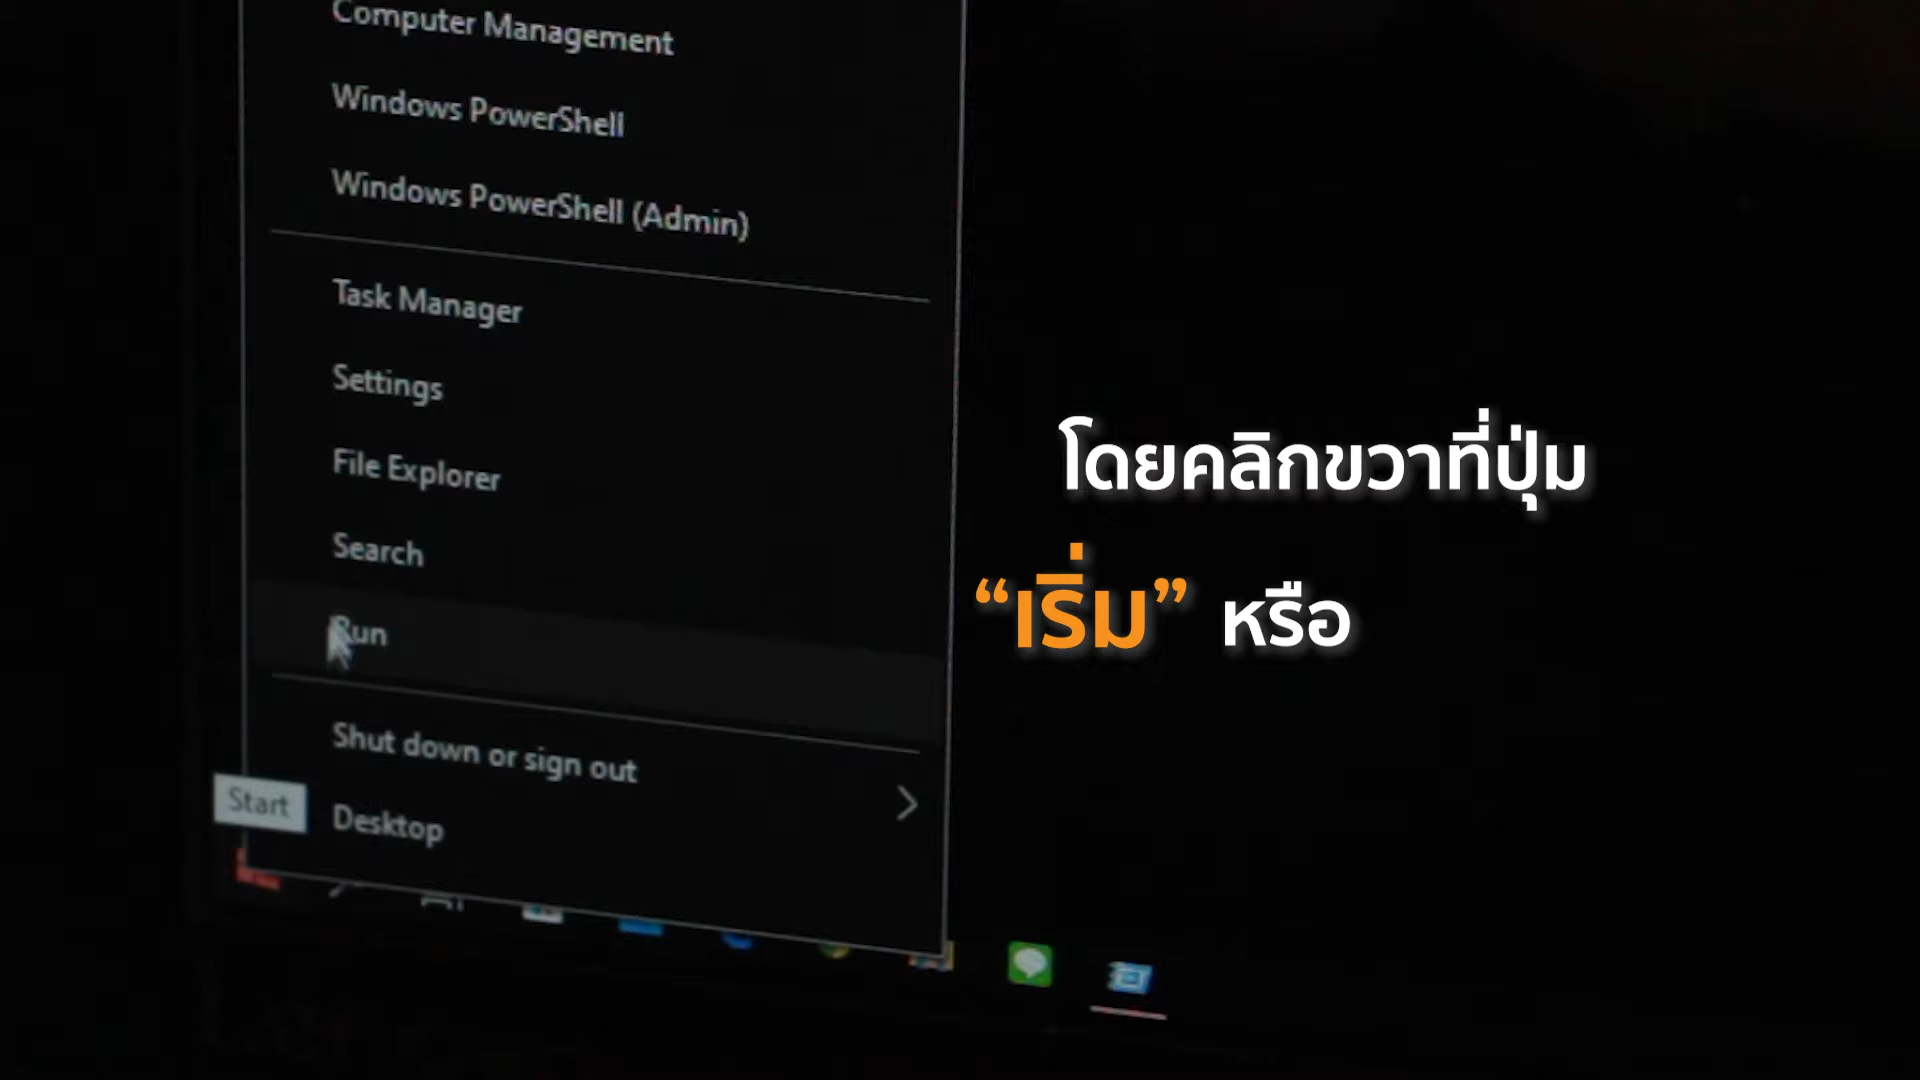 Computer Management
Windows PowerShell
Windows PowerShell (Admin)
Task Manager
Settings
File Explorer
Search
Run
Shut down or sign out
Start
Desktop
โดยคลิกขวาที่ปุ่ม
“เริ่ม” หรือ